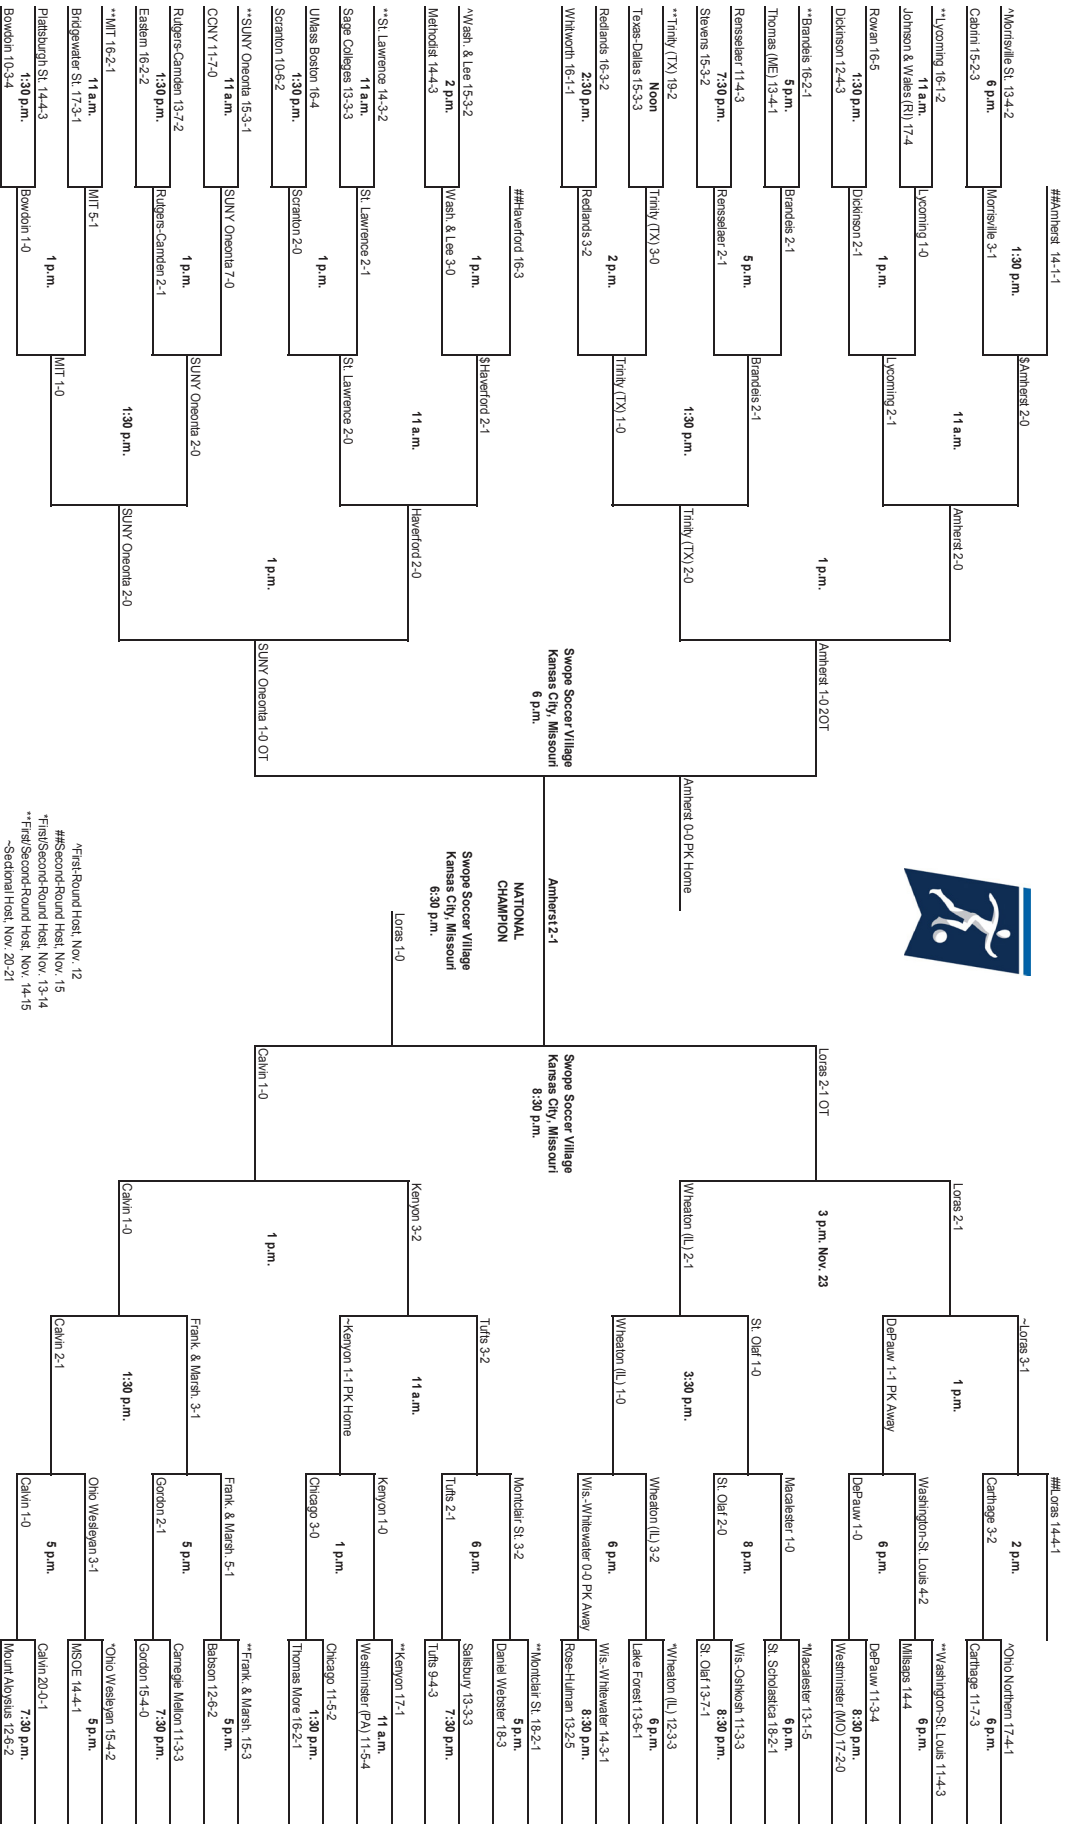 ^Morrisville St. 13-4-2
6 p.m.
Cabrini 15-2-3
**Lycoming 16-1-2
11 a.m.
Johnson & Wales (RI) 17-4
Rowan 16-5
1:30 p.m.
Dickinson 12-4-3
**Brandeis 16-2-1
5 p.m.
Thomas (ME) 13-4-1
Rensselaer 11-4-3
7:30 p.m.
Stevens 15-3-2
**Trinity (TX) 19-2
Noon
Texas-Dallas 15-3-3
Redlands 16-3-2
2:30 p.m.
Whitworth 16-1-1
^Wash. & Lee 15-3-2
2 p.m.
Methodist 14-4-3
**St. Lawrence 14-3-2
11 a.m.
Sage Colleges 13-3-3
UMass Boston 16-4
1:30 p.m.
Scranton 10-6-2
**SUNY Oneonta 15-3-1
11 a.m.
CCNY 11-7-0
Rutgers-Camden 13-7-2
1:30 p.m.
Eastern 16-2-2
**MIT 16-2-1
11 a.m.
Bridgewater St. 17-3-1
Plattsburgh St. 14-4-3
1:30 p.m.
Bowdoin 10-3-4
##Amherst 14-1-1
1:30 p.m.
Morrisville 3-1
Lycoming 1-0
1 p.m.
Dickinson 2-1
Brandeis 2-1
5 p.m.
Rensselaer 2-1
Trinity (TX) 3-0
2 p.m.
Redlands 3-2
##Haverford 16-3
1 p.m.
Wash. & Lee 3-0
St. Lawrence 2-1
1 p.m.
Scranton 2-0
SUNY Oneonta 7-0
1 p.m.
Rutgers-Camden 2-1
MIT 5-1
1 p.m.
Bowdoin 1-0
$Amherst 2-0
11 a.m.
Lycoming 2-1
Brandeis 2-1
1:30 p.m.
Trinity (TX) 1-0
$Haverford 2-1
11 a.m.
St. Lawrence 2-0
SUNY Oneonta 2-0
1:30 p.m.
MIT 1-0
Amherst 2-0
1 p.m.
Trinity (TX) 2-0
Haverford 2-0
1 p.m.
SUNY Oneonta 2-0
Amherst 1-0 2OT
Swope Soccer Village
Kansas City, Missouri
6 p.m.
SUNY Oneonta 1-0 OT
Amherst 0-0 PK Home
Amherst 2-1
NATIONAL
CHAMPION
Swope Soccer Village
Kansas City, Missouri
6:30 p.m.
Loras 1-0
^First-Round Host, Nov. 12
##Second-Round Host, Nov. 15
*First/Second-Round Host, Nov. 13-14
**First/Second-Round Host, Nov. 14-15
~Sectional Host, Nov. 20-21
Loras 2-1 OT
Swope Soccer Village
Kansas City, Missouri
8:30 p.m.
Calvin 1-0
Loras 2-1
3 p.m. Nov. 23
Wheaton (IL) 2-1
Kenyon 3-2
1 p.m.
Calvin 1-0
~Loras 3-1
1 p.m.
DePauw 1-1 PK Away
St. Olaf 1-0
3:30 p.m.
Wheaton (IL) 1-0
Tufts 3-2
11 a.m.
~Kenyon 1-1 PK Home
Frank. & Marsh. 3-1
1:30 p.m.
Calvin 2-1
##Loras 14-4-1
2 p.m.
Carthage 3-2
Washington-St. Louis 4-2
6 p.m.
DePauw 1-0
Macalester 1-0
8 p.m.
St. Olaf 2-0
Wheaton (IL) 3-2
6 p.m.
Wis.-Whitewater 0-0 PK Away
Montclair St. 3-2
6 p.m.
Tufts 2-1
Kenyon 1-0
1 p.m.
Chicago 3-0
Frank. & Marsh. 5-1
5 p.m.
Gordon 2-1
Ohio Wesleyan 3-1
5 p.m.
Calvin 1-0
^Ohio Northern 17-4-1
6 p.m.
Carthage 11-7-3
**Washington-St. Louis 11-4-3
6 p.m.
Millsaps 14-4
DePauw 11-3-4
8:30 p.m.
Westminster (MO) 17-2-0
*Macalester 13-1-5
6 p.m.
St. Scholastica 18-2-1
Wis.-Oshkosh 11-3-3
8:30 p.m.
St. Olaf 13-7-1
*Wheaton (IL) 12-3-3
6 p.m.
Lake Forest 13-6-1
Wis.-Whitewater 14-3-1
8:30 p.m.
Rose-Hulman 13-2-5
**Montclair St. 18-2-1
5 p.m.
Daniel Webster 18-3
Salisbury 13-3-3
7:30 p.m.
Tufts 9-4-3
**Kenyon 17-1
11 a.m.
Westminster (PA) 11-5-4
Chicago 11-5-2
1:30 p.m.
Thomas More 16-2-1
**Frank. & Marsh. 15-3
5 p.m.
Babson 12-6-2
Carnegie Mellon 11-3-3
7:30 p.m.
Gordon 15-4-0
*Ohio Wesleyan 15-4-2
5 p.m.
MSOE 14-4-1
Calvin 20-0-1
7:30 p.m.
Mount Aloysius 12-6-2